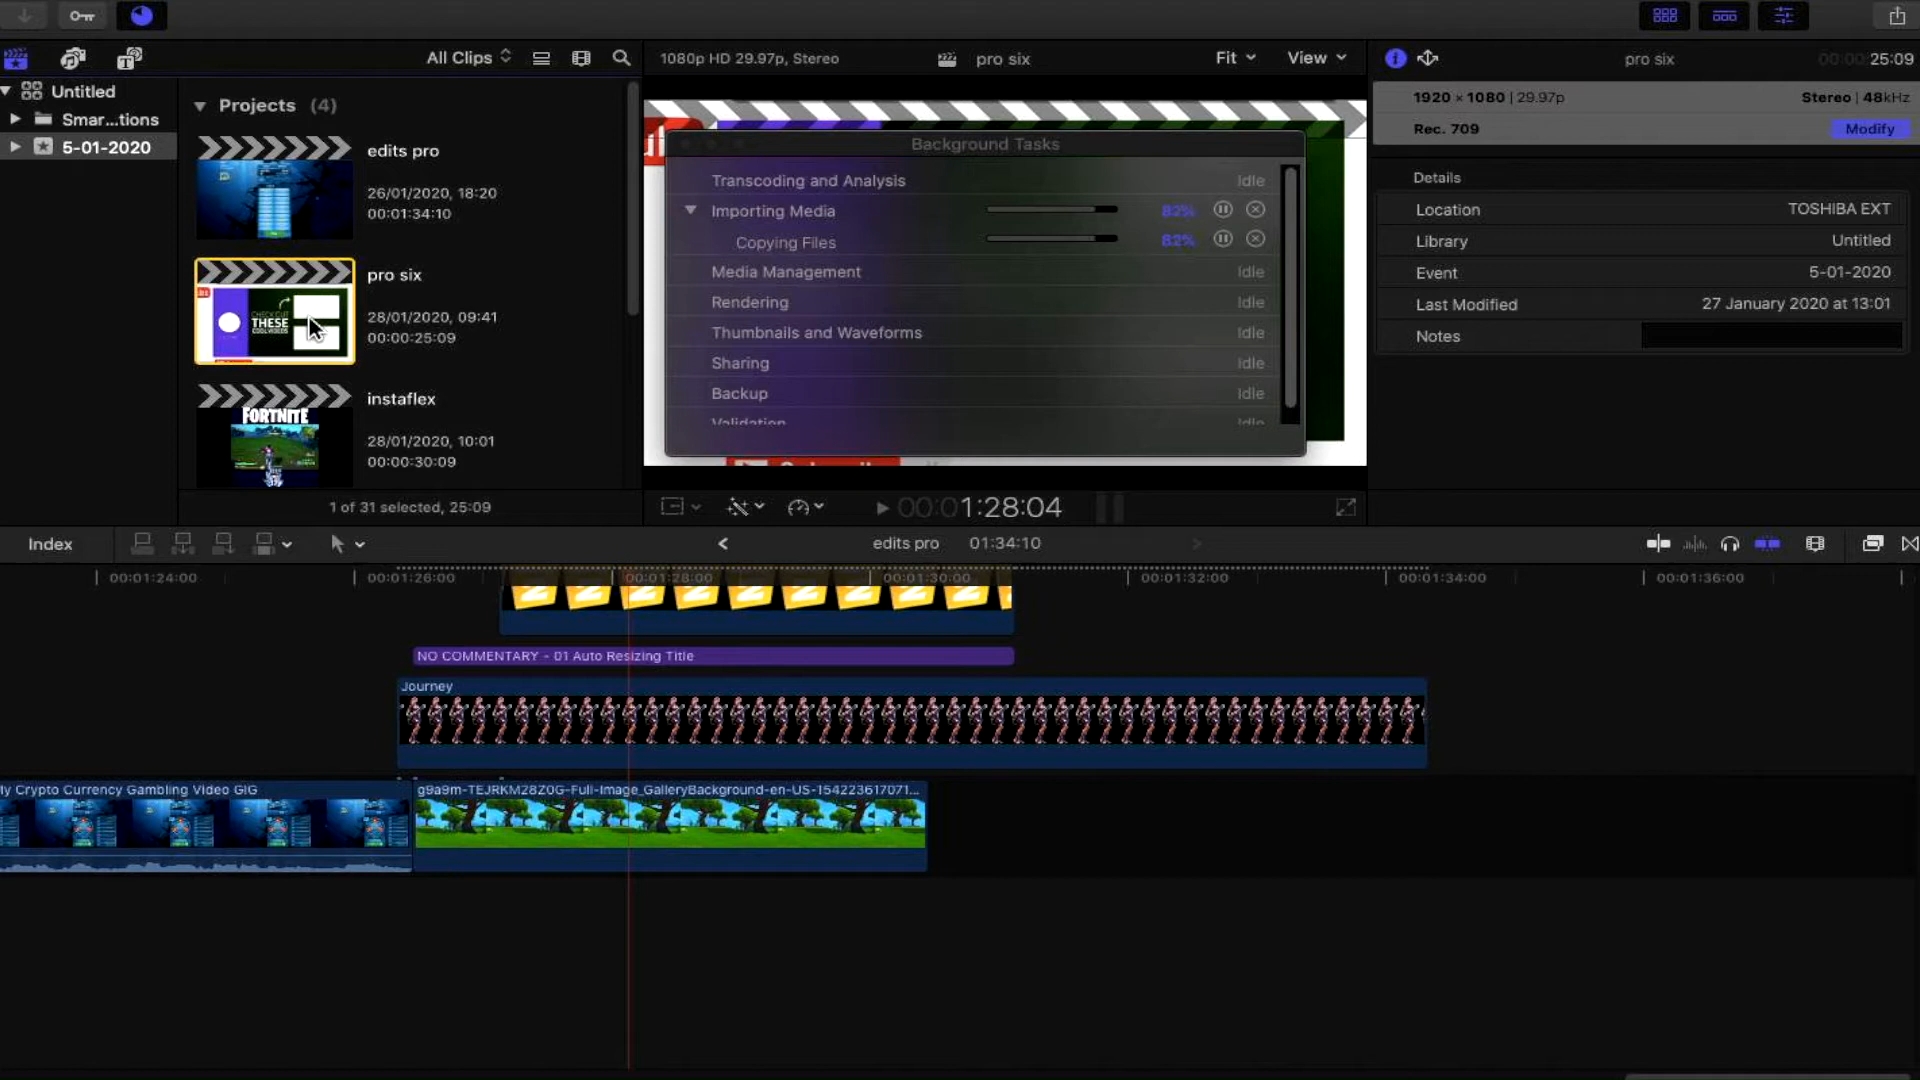 All Clips
1080p HD 29.97p, Stereo
pro six
Fit
View
pro six
00:00:25:09
Untitled
Smar...tions
5-01-2020
Projects (4)
edits pro
26/01/2020, 18:20
00:01:34:10
pro six
28/01/2020, 09:41
00:00:25:09
CHECK OUT
THESE
COOL VIDEOS
instaflex
28/01/2020, 10:01
00:00:30:09
FORTNITE
1 of 31 selected, 25:09
Background Tasks
Transcoding and Analysis Idle
Importing Media 82%
Copying Files 82%
Media Management Idle
Rendering Idle
Thumbnails and Waveforms Idle
Sharing Idle
Backup Idle
Validation Idle
00:01:28:04
1920 × 1080 | 29.97p
Stereo | 48kHz
Rec. 709
Modify
Details
Location TOSHIBA EXT
Library Untitled
Event 5-01-2020
Last Modified 27 January 2020 at 13:01
Notes
Index
edits pro 01:34:10
00:01:24:00
00:01:26:00
00:01:28:00
00:01:30:00
00:01:32:00
00:01:34:00
00:01:36:00
NO COMMENTARY - 01 Auto Resizing Title
Journey
ly Crypto Currency Gambling Video GIG
g9a9m-TEJRKM28Z0G-Full-Image_GalleryBackground-en-US-154223617071...